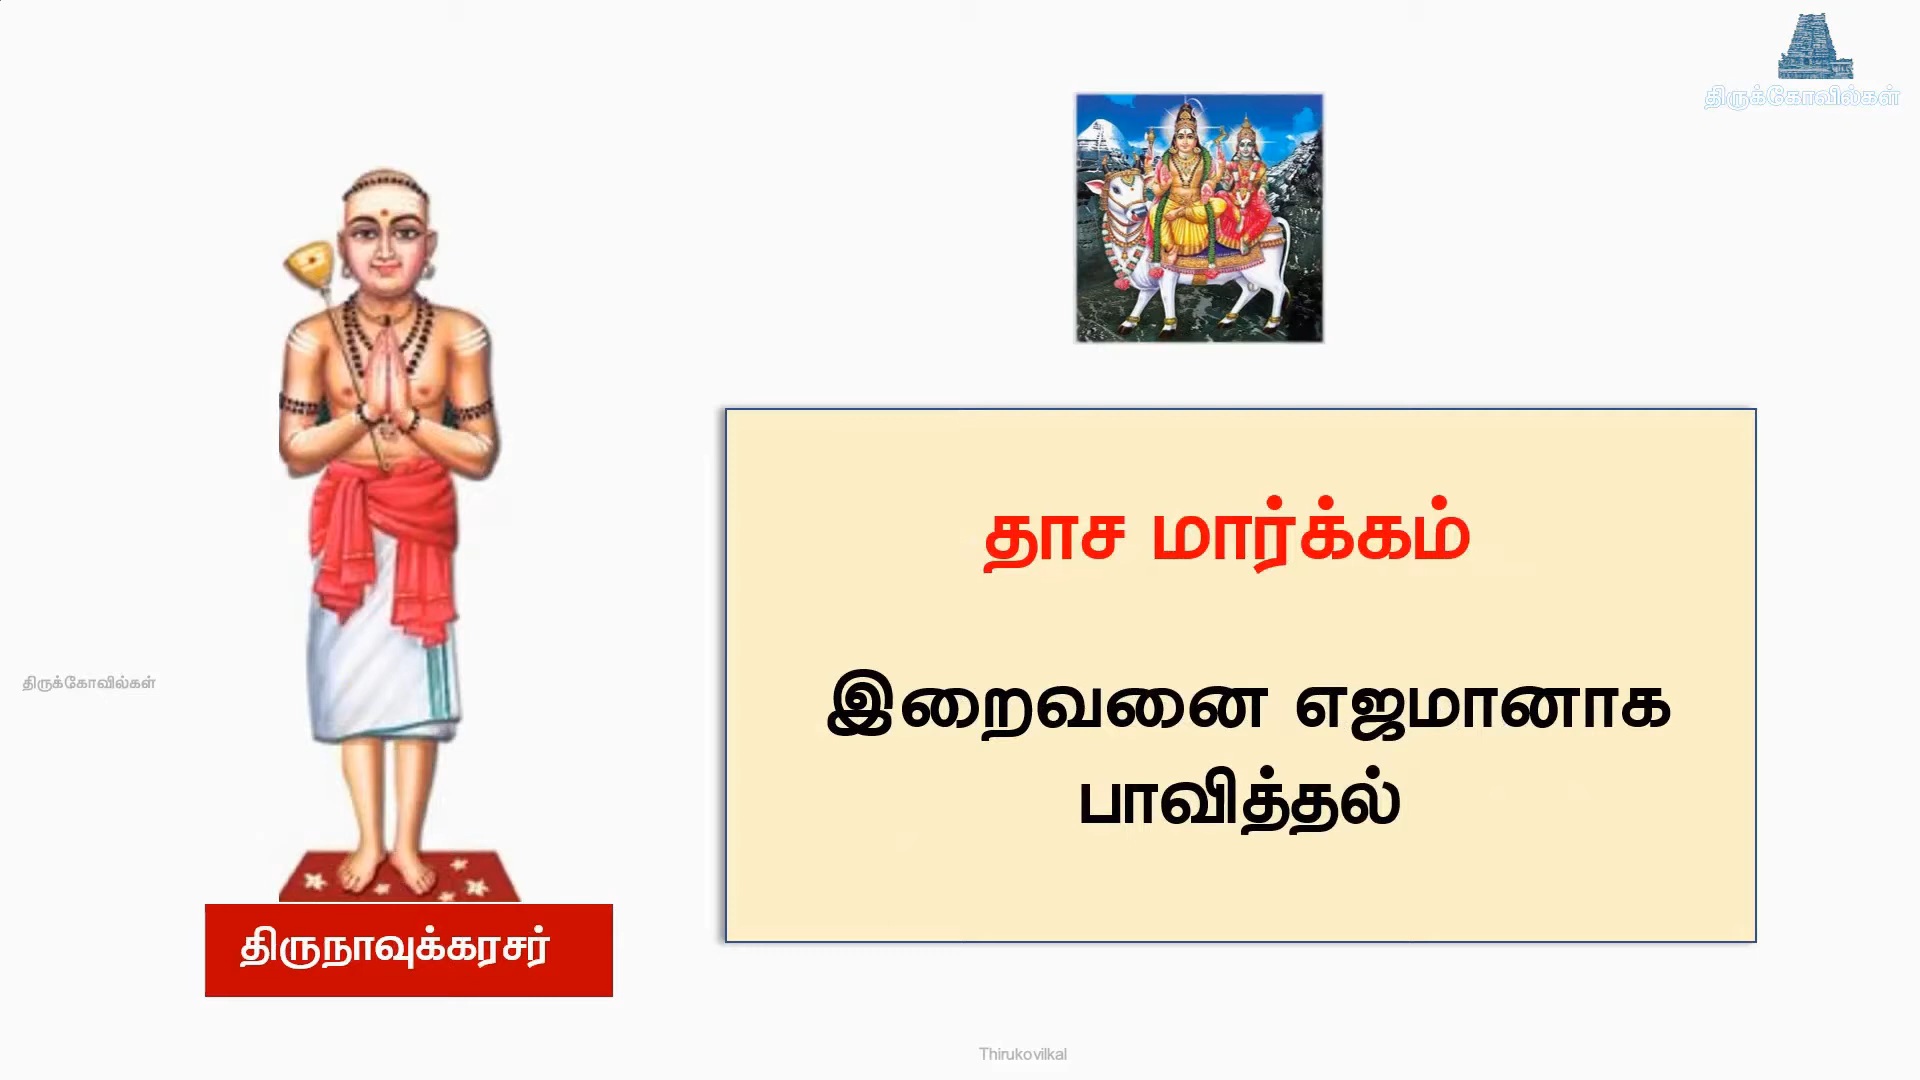 திருக்கோவில்கள்
தாச மார்க்கம்
இறைவனை எஜமானாக
பாவித்தல்
திருக்கோவில்கள்
திருநாவுக்கரசர்
Thirukovilkal